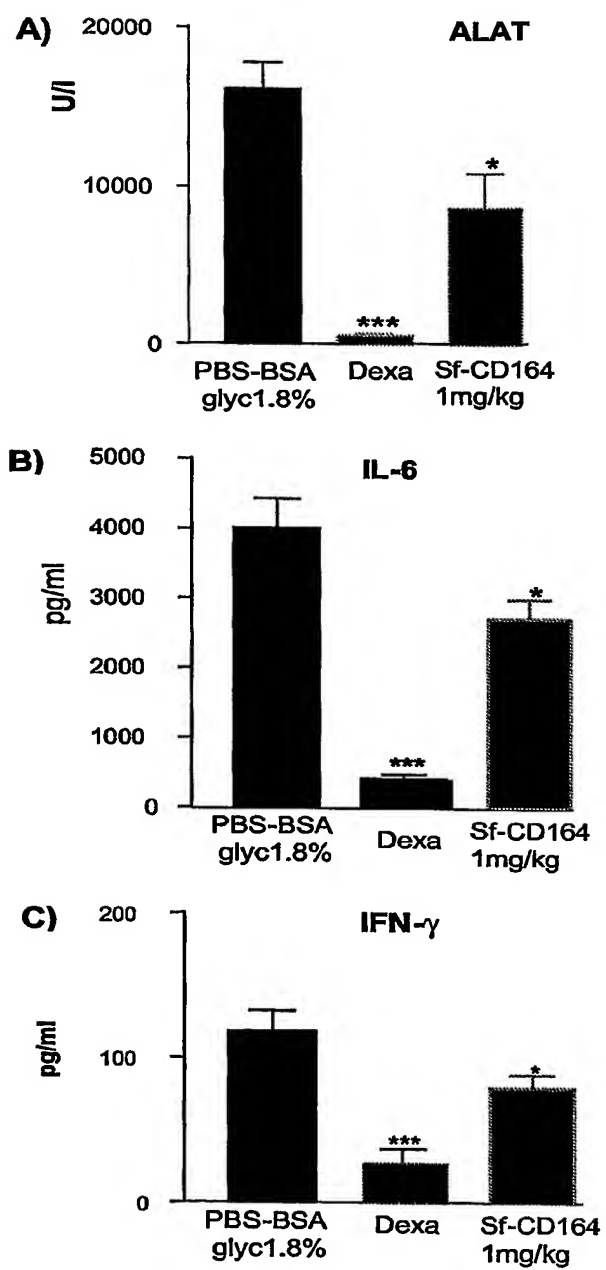 A)
ALAT
20000
10000
0
U/l
*
***
PBS-BSA glyc1.8%
Dexa
Sf-CD164 1mg/kg
B)
IL-6
5000
4000
3000
2000
1000
0
pg/ml
*
***
PBS-BSA glyc1.8%
Dexa
Sf-CD164 1mg/kg
C)
IFN-γ
200
100
0
pg/ml
*
***
PBS-BSA glyc1.8%
Dexa
Sf-CD164 1mg/kg